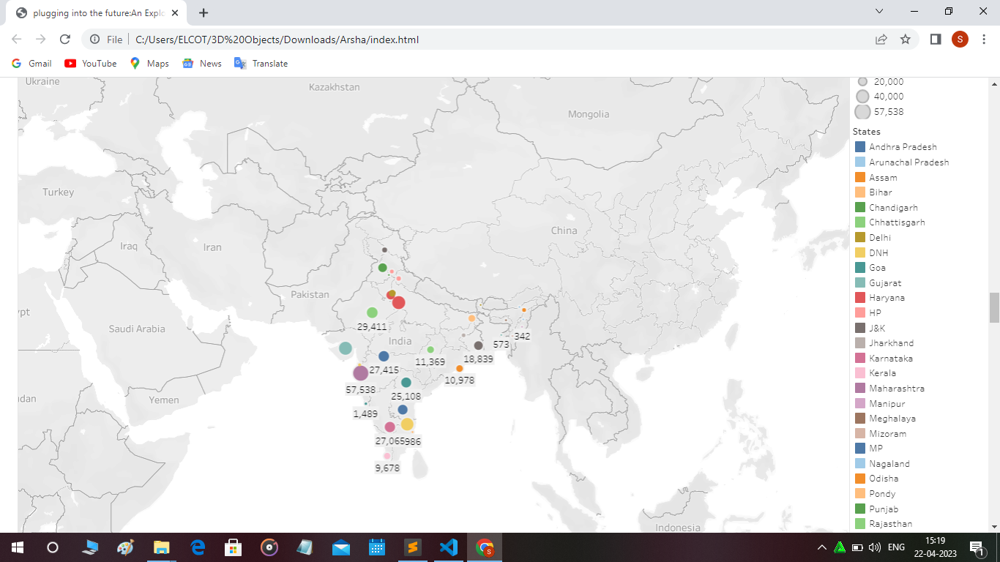 plugging into the future:An Explo
File
C:/Users/ELCOT/3D%20Objects/Downloads/Arsha/index.html
S
Gmail
YouTube
Maps
News
Translate
Ukraine
Kazakhstan
Mongolia
Turkey
Iraq
Iran
China
Pakistan
ypt
Saudi Arabia
India
dan
Yemen
Indonesia
29,411
342
573
18,839
11,369
27,415
10,978
57,538
25,108
1,489
27,065
986
9,678
20,000
40,000
57,538
States
Andhra Pradesh
Arunachal Pradesh
Assam
Bihar
Chandigarh
Chhattisgarh
Delhi
DNH
Goa
Gujarat
Haryana
HP
J&K
Jharkhand
Karnataka
Kerala
Maharashtra
Manipur
Meghalaya
Mizoram
MP
Nagaland
Odisha
Pondy
Punjab
Rajasthan
S
ENG
15:19
22-04-2023
1